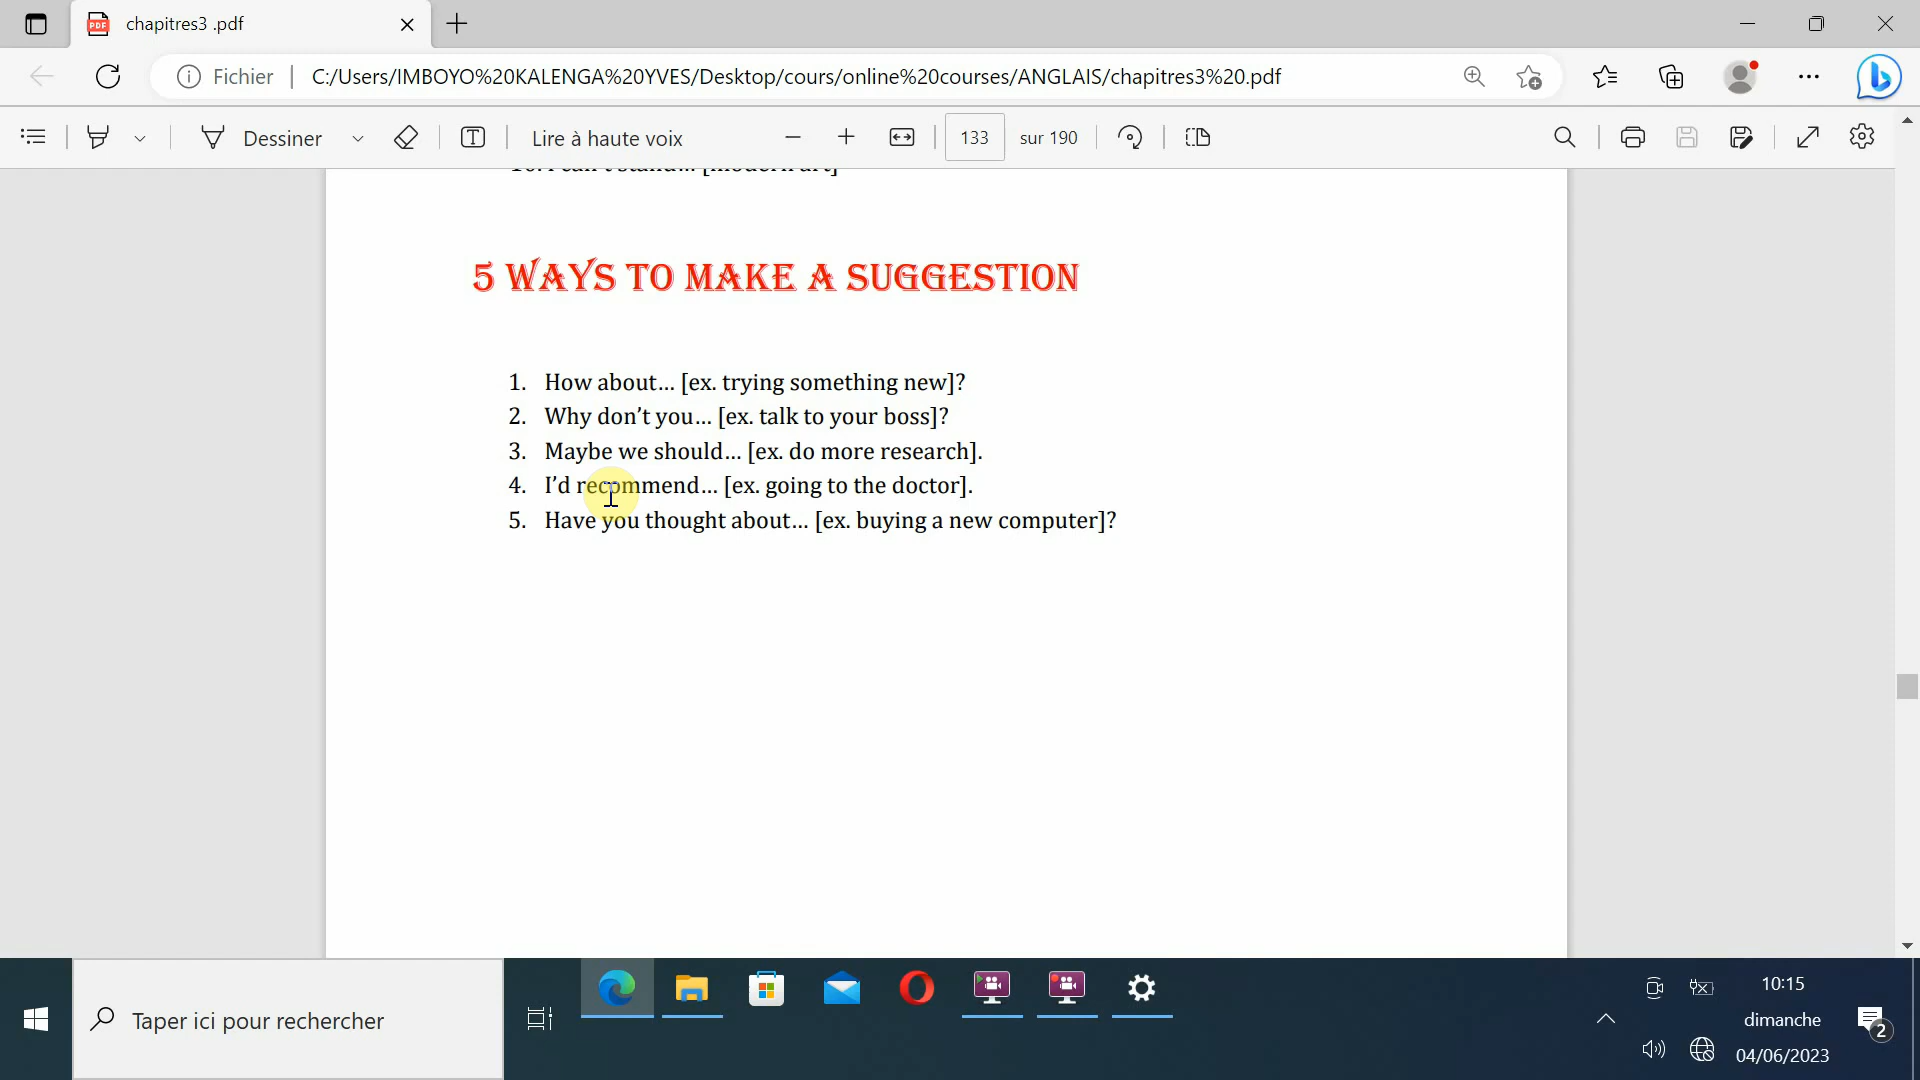 chapitres3 .pdf
Fichier
C:/Users/IMBOYO%20KALENGA%20YVES/Desktop/cours/online%20courses/ANGLAIS/chapitres3%20.pdf
Dessiner
Lire à haute voix
133
sur 190
5 WAYS TO MAKE A SUGGESTION
1. How about... [ex. trying something new]?
2. Why don't you... [ex. talk to your boss]?
3. Maybe we should... [ex. do more research].
4. I'd recommend... [ex. going to the doctor].
5. Have you thought about... [ex. buying a new computer]?
Taper ici pour rechercher
10:15
dimanche
04/06/2023
2